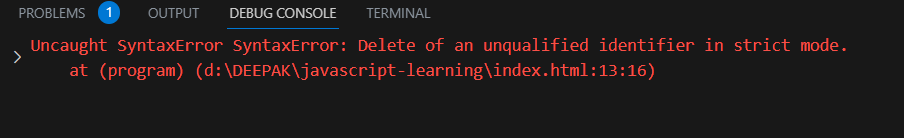 PROBLEMS 1 OUTPUT DEBUG CONSOLE TERMINAL
Uncaught SyntaxError SyntaxError: Delete of an unqualified identifier in strict mode.
at (program) (d:\DEEPAK\javascript-learning\index.html:13:16)